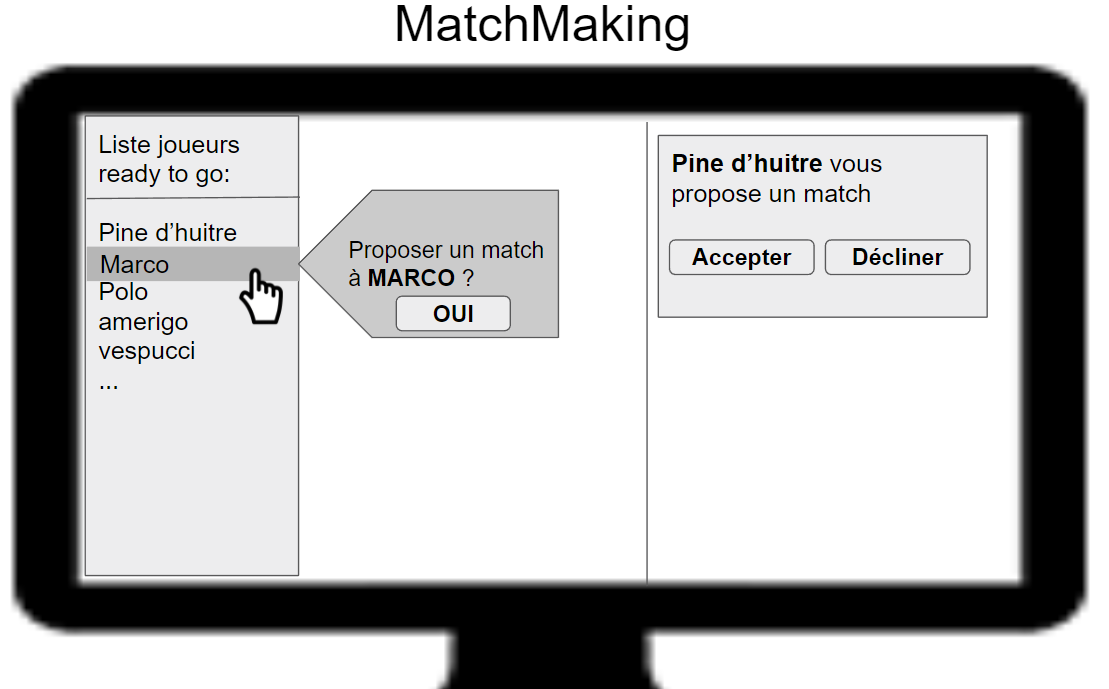 MatchMaking
Liste joueurs
ready to go:
Pine d’huitre
Marco
Polo
amerigo
vespucci
...
Proposer un match
à MARCO ?
OUI
Pine d’huitre vous
propose un match
Accepter
Décliner